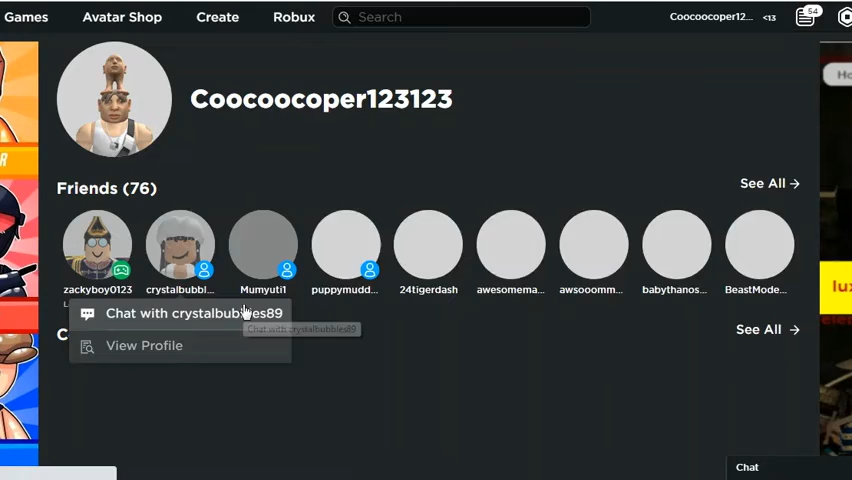 Games Avatar Shop Create Robux Search Coocoocoper12... <13 54
Coocoocoper123123
Friends (76) See All
zackyboy0123 crystalbubbl... Mumyuti1 puppymudd... 24tigerdash awesomema... awsooomm... babythanos... BeastMode...
Chat with crystalbubbles89
Chat with crystalbubbles89
See All
View Profile
Chat